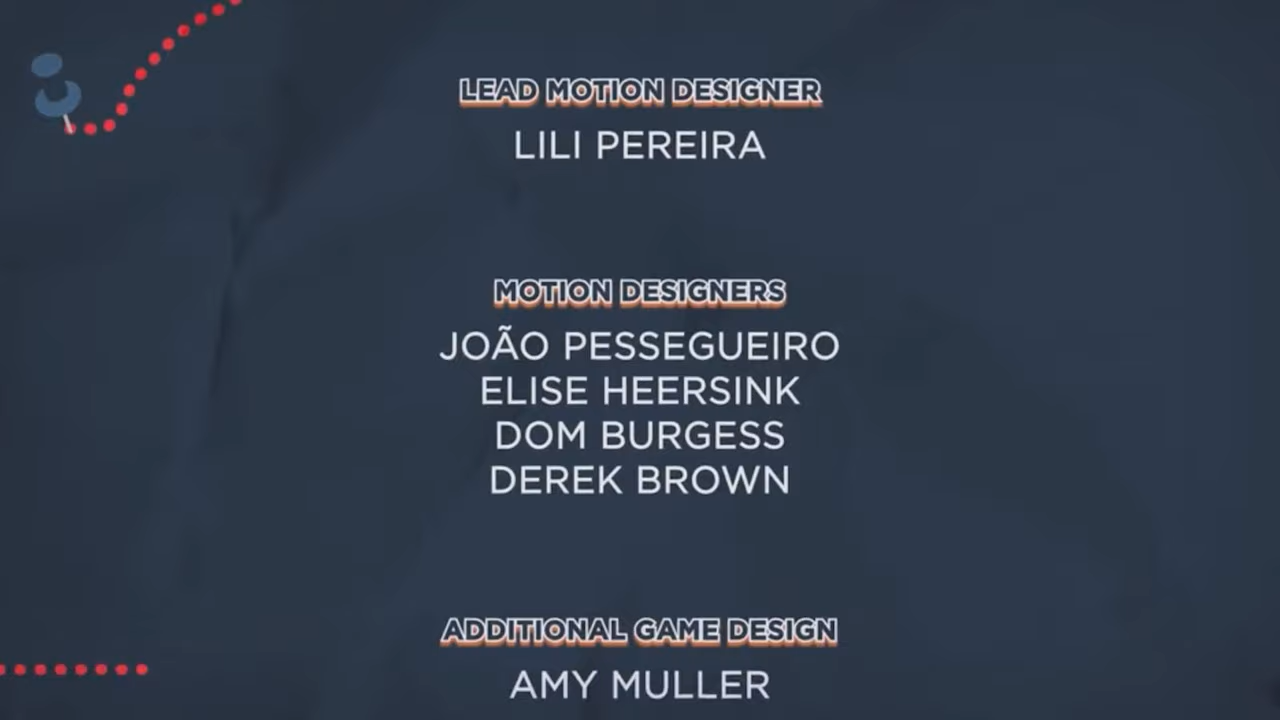 LEAD MOTION DESIGNER
LILI PEREIRA
MOTION DESIGNERS
JOÃO PESSEGUEIRO
ELISE HEERSINK
DOM BURGESS
DEREK BROWN
ADDITIONAL GAME DESIGN
AMY MULLER